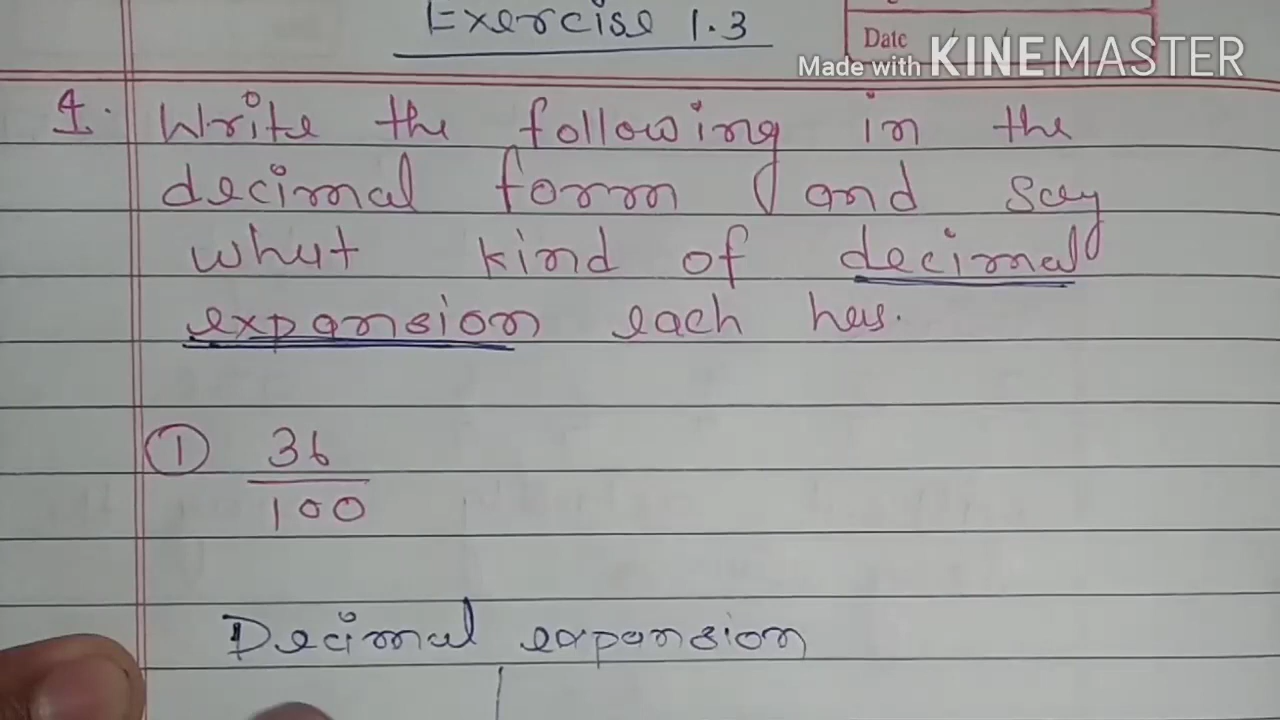 Exercise 1.3
Date
Made with KINEMASTER
1. Write the following in the
decimal form and say
what kind of decimal
expansion each has.
① 36
100
Decimal expansion